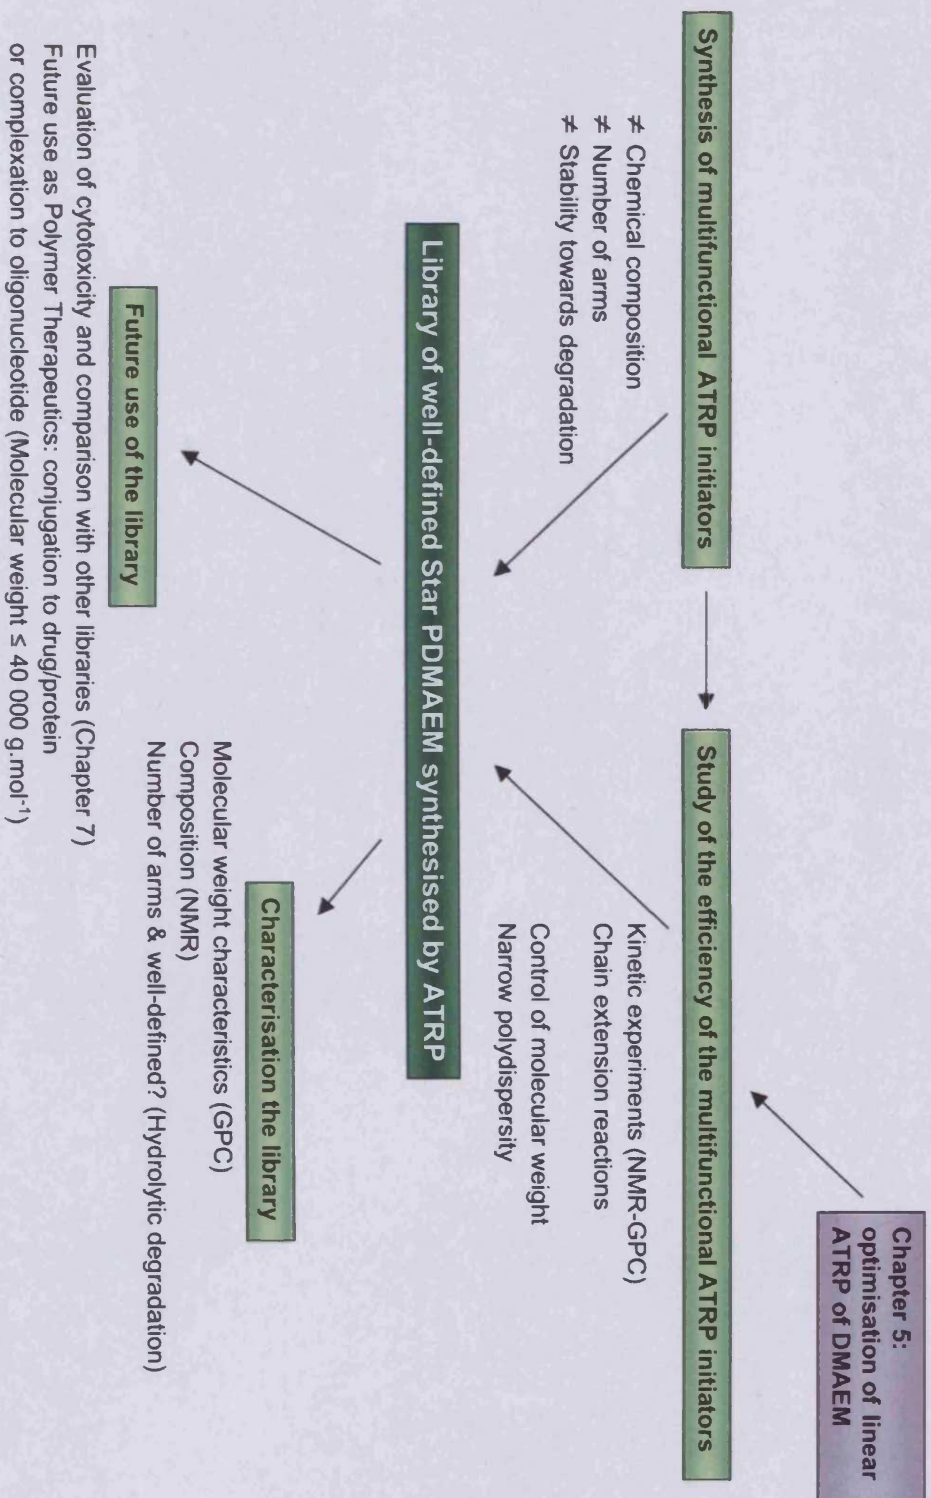 Chapter 5:
optimisation of linear
ATRP of DMAEM
Synthesis of multifunctional ATRP initiators
≠ Chemical composition
≠ Number of arms
≠ Stability towards degradation
Study of the efficiency of the multifunctional ATRP initiators
Kinetic experiments (NMR-GPC)
Chain extension reactions
Control of molecular weight
Narrow polydispersity
Library of well-defined Star PDMAEM synthesised by ATRP
Characterisation the library
Molecular weight characteristics (GPC)
Composition (NMR)
Number of arms & well-defined? (Hydrolytic degradation)
Future use of the library
Evaluation of cytotoxicity and comparison with other libraries (Chapter 7)
Future use as Polymer Therapeutics: conjugation to drug/protein
or complexation to oligonucleotide (Molecular weight ≤ 40 000 g.mol⁻¹)